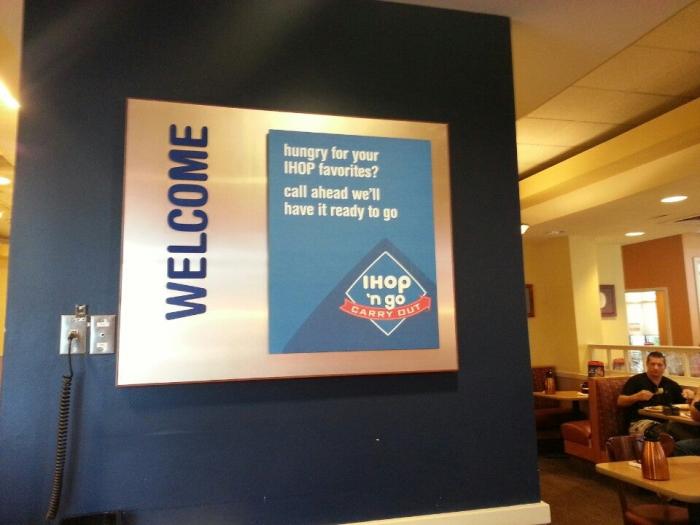 WELCOME
hungry for your
IHOP favorites?
call ahead we'll
have it ready to go
IHOP
'n go
CARRY OUT